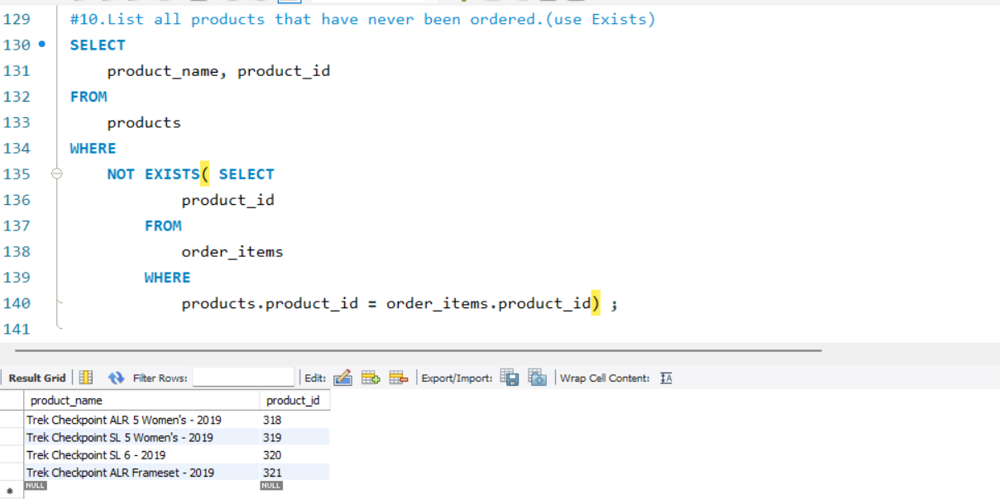 129 #10.List all products that have never been ordered.(use Exists)
130 SELECT
131 product_name, product_id
132 FROM
133 products
134 WHERE
135 NOT EXISTS( SELECT
136 product_id
137 FROM
138 order_items
139 WHERE
140 products.product_id = order_items.product_id) ;
141
Result Grid Filter Rows: Edit: Export/Import: Wrap Cell Content: IA
product_name product_id
Trek Checkpoint ALR 5 Women's - 2019 318
Trek Checkpoint SL 5 Women's - 2019 319
Trek Checkpoint SL 6 - 2019 320
Trek Checkpoint ALR Frameset - 2019 321
NULL NULL